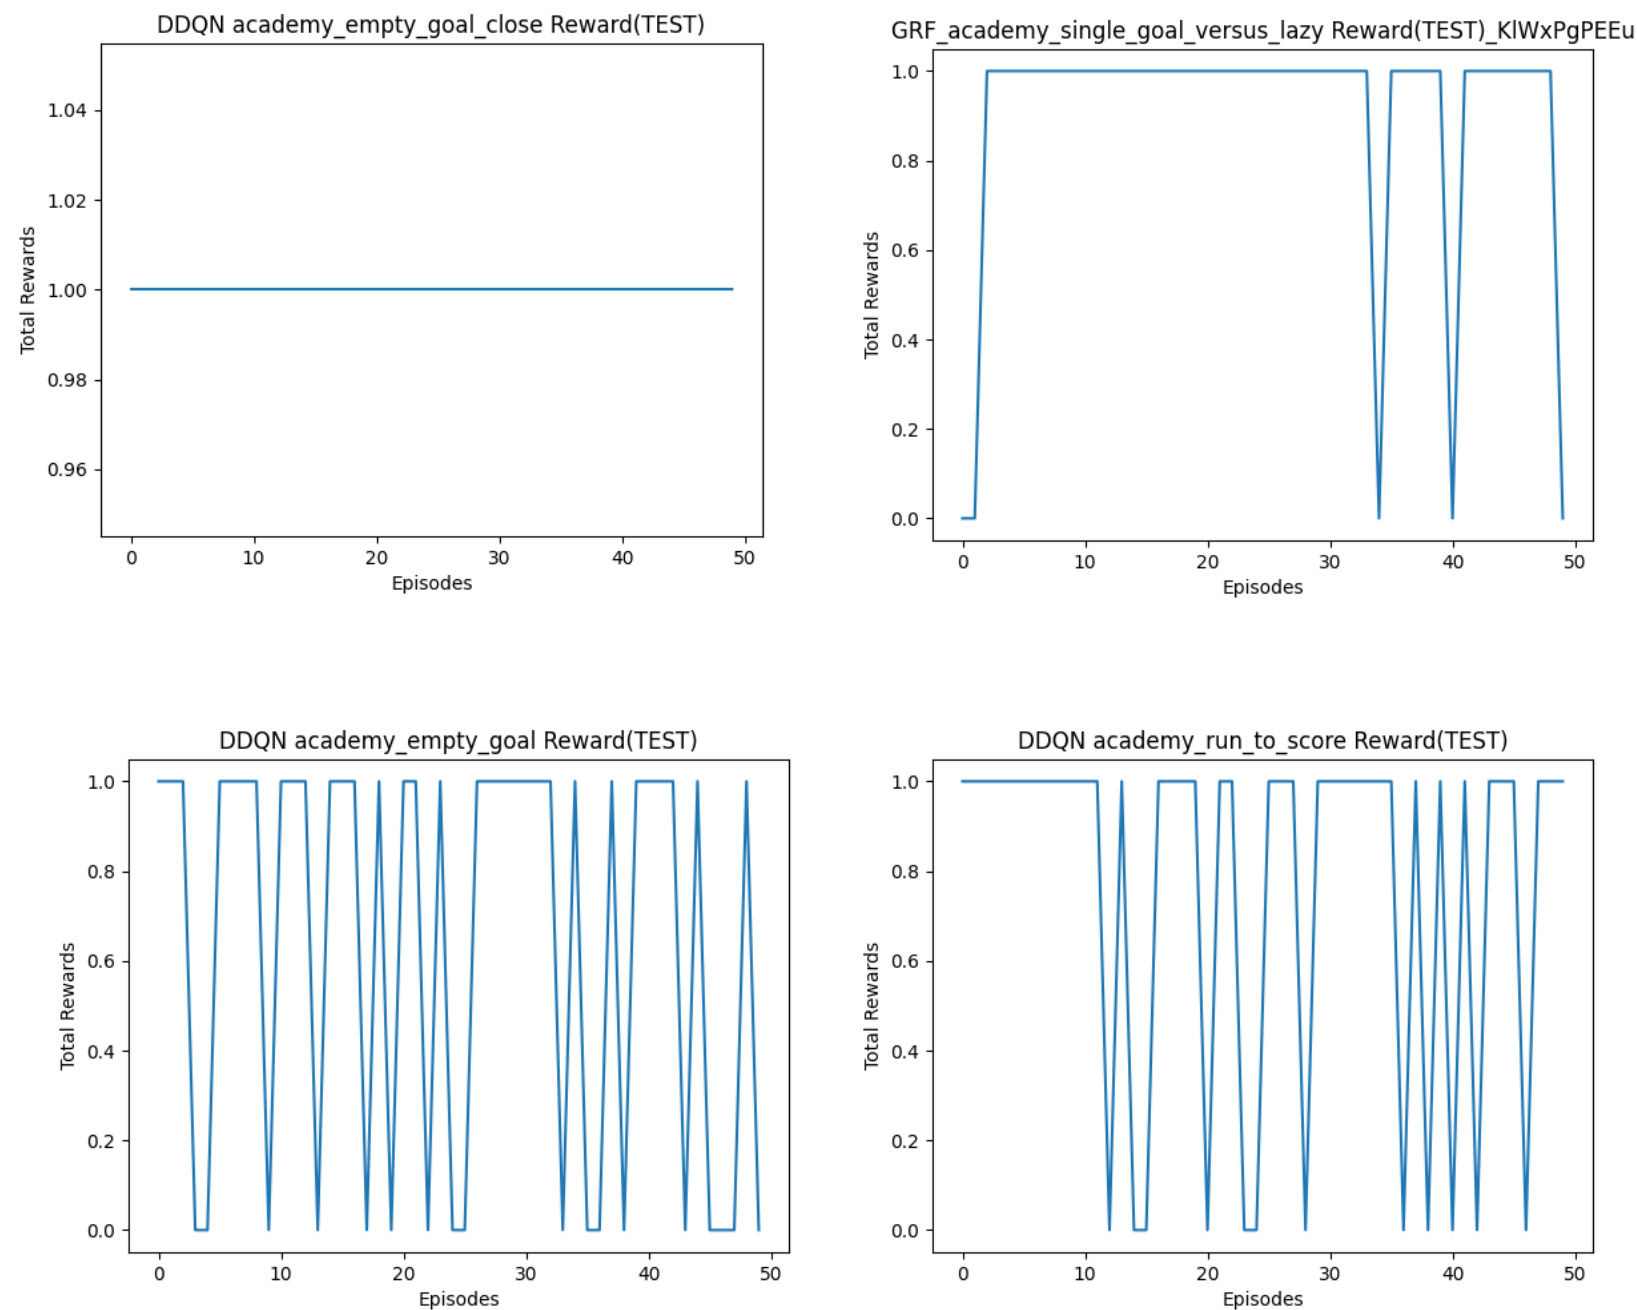 DDQN academy_empty_goal_close Reward(TEST)
1.04
1.02
1.00
0.98
0.96
Total Rewards
0 10 20 30 40 50
Episodes
GRF_academy_single_goal_versus_lazy Reward(TEST)_KlWxPgPEEu
1.0
0.8
0.6
0.4
0.2
0.0
Total Rewards
0 10 20 30 40 50
Episodes
DDQN academy_empty_goal Reward(TEST)
1.0
0.8
0.6
0.4
0.2
0.0
Total Rewards
0 10 20 30 40 50
Episodes
DDQN academy_run_to_score Reward(TEST)
1.0
0.8
0.6
0.4
0.2
0.0
Total Rewards
0 10 20 30 40 50
Episodes